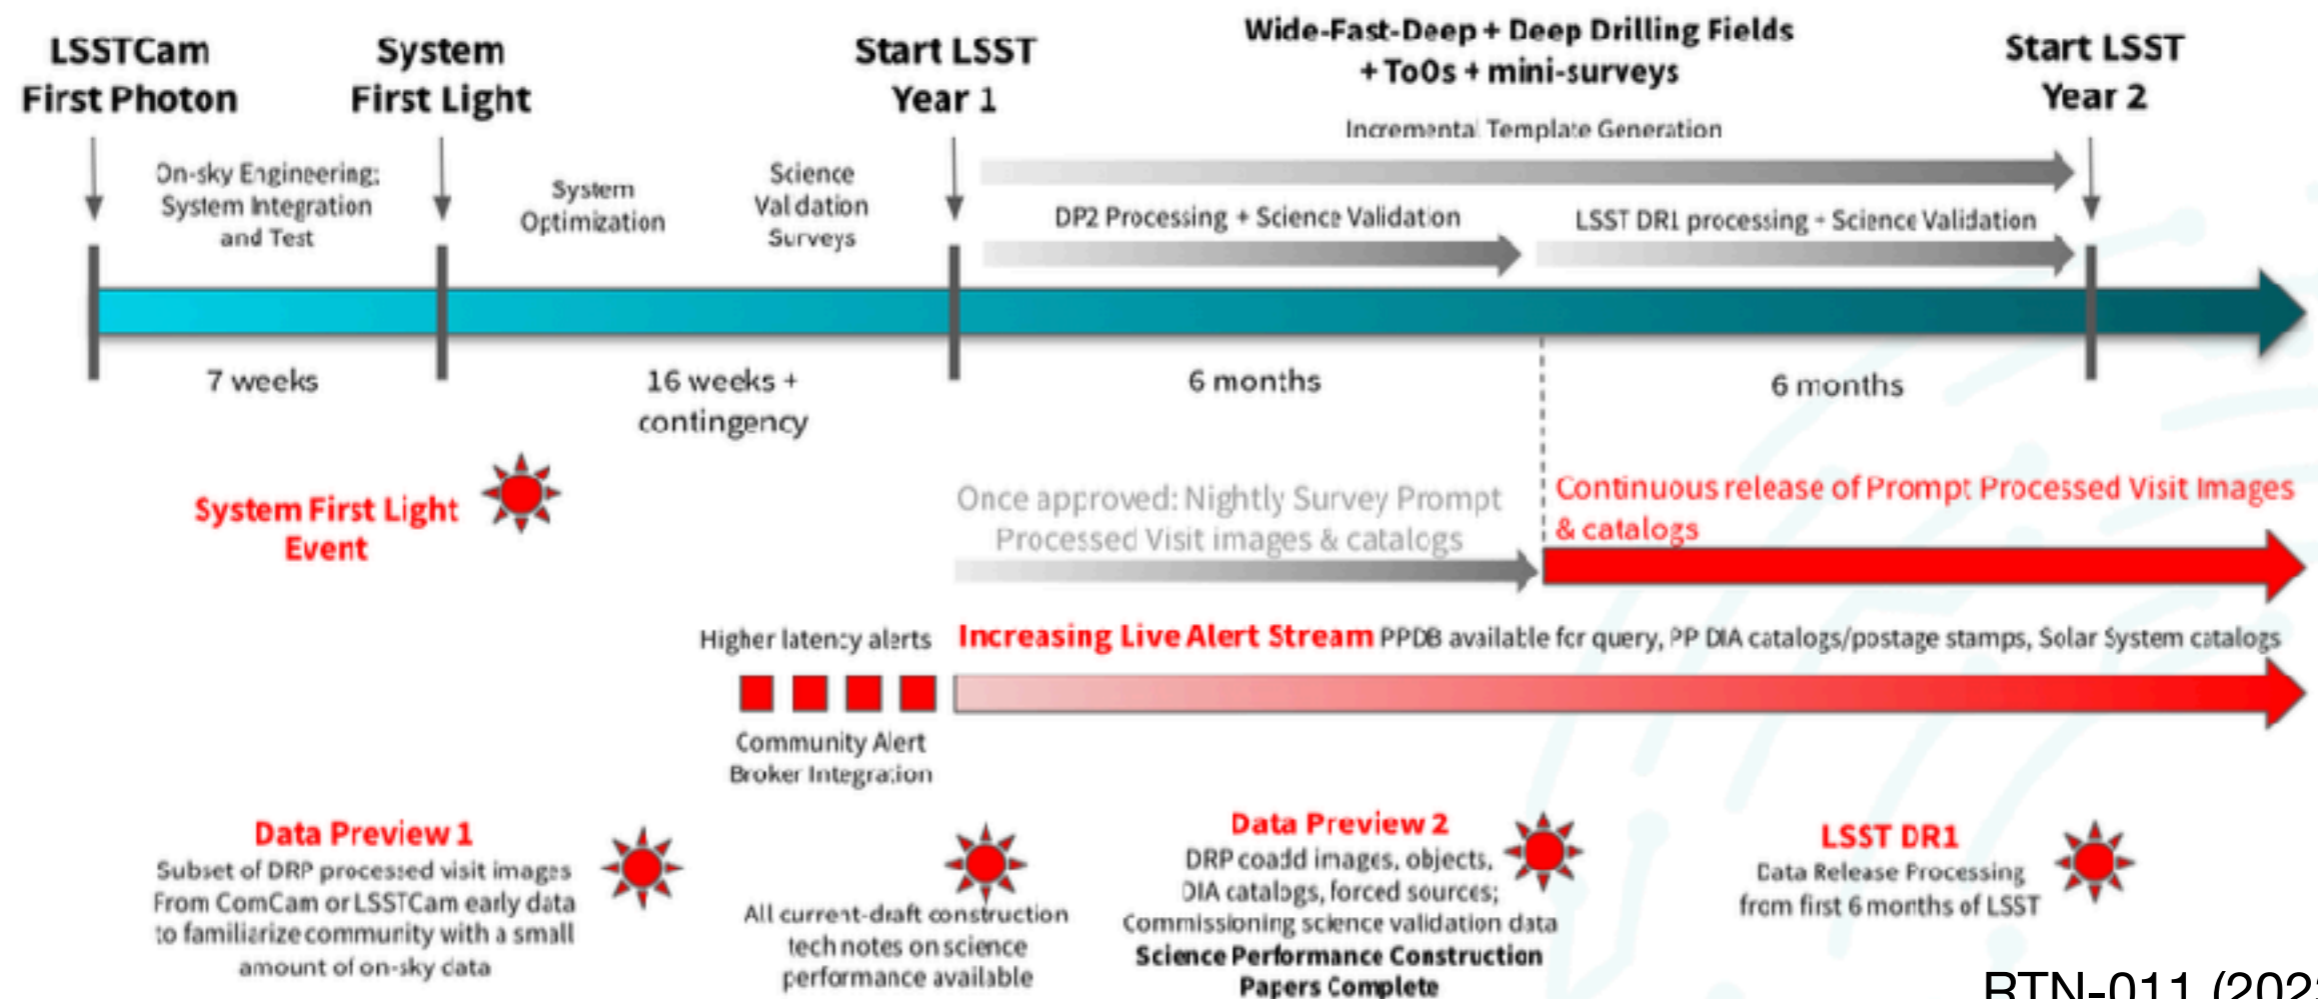 LSSTCam
First Photon
System
First Light
Start LSST
Year 1
Wide-Fast-Deep + Deep Drilling Fields
+ ToOs + mini-surveys
Start LSST
Year 2
Incremental Template Generation
On-sky Engineering;
System Integration
and Test
System
Optimization
Science
Validation
Surveys
DP2 Processing + Science Validation
LSST DR1 processing + Science Validation
7 weeks
16 weeks +
contingency
6 months
6 months
System First Light
Event
Once approved: Nightly Survey Prompt
Processed Visit images & catalogs
Continuous release of Prompt Processed Visit Images
& catalogs
Higher latency alerts
Increasing Live Alert Stream PPDB available for query, PP DIA catalogs/postage stamps, Solar System catalogs
Community Alert
Broker Integration
Data Preview 1
Subset of DRP processed visit images
From ComCam or LSSTCam early data
to familiarize community with a small
amount of on-sky data
All current-draft construction
tech notes on science
performance available
Data Preview 2
DRP coadd images, objects,
DIA catalogs, forced sources;
Commissioning science validation data
Science Performance Construction
Papers Complete
LSST DR1
Data Release Processing
from first 6 months of LSST
RTN-011